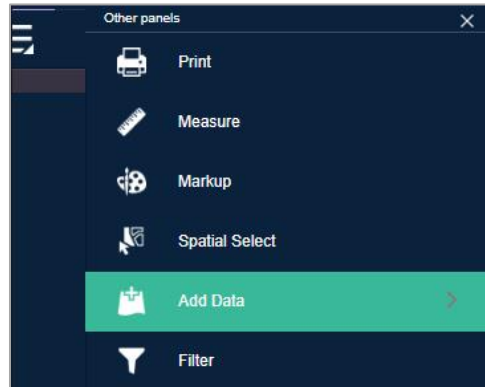 Other panels
Print
Measure
Markup
Spatial Select
Add Data
Filter